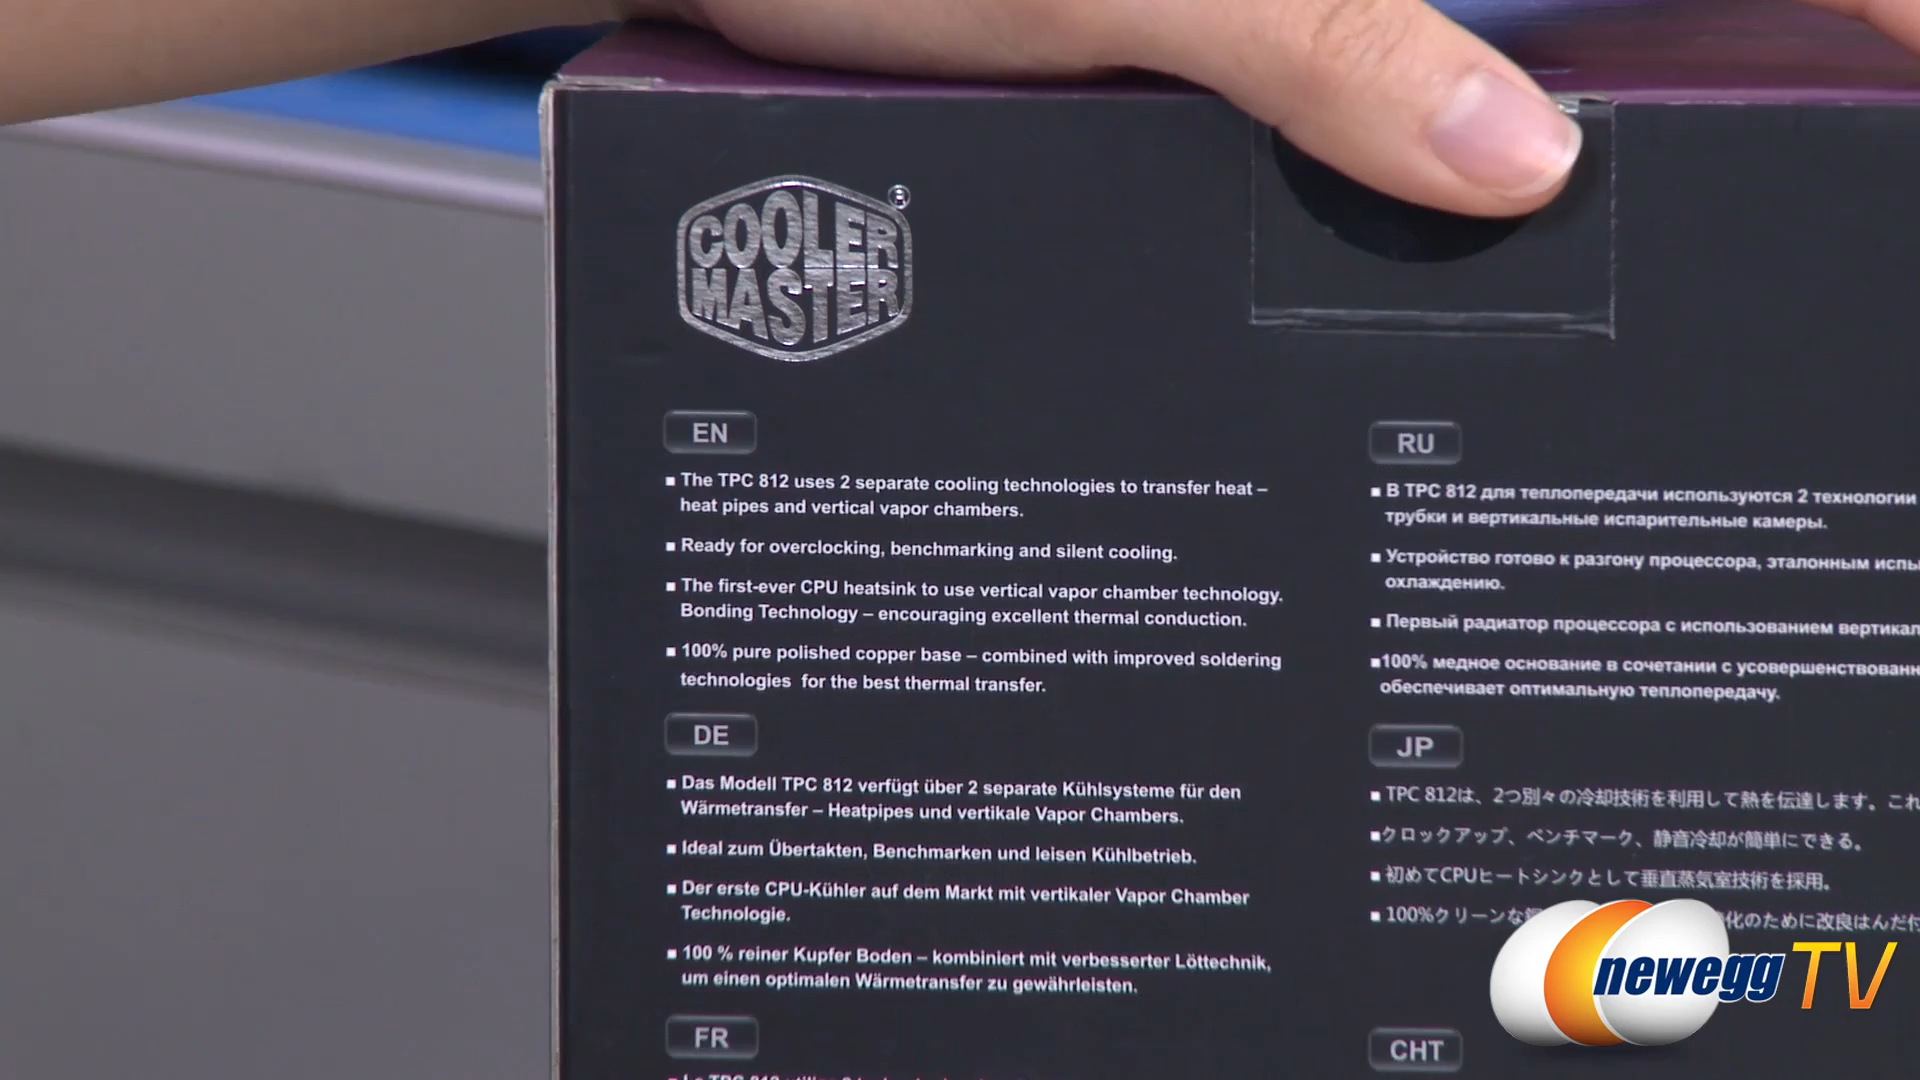 COOLER
MASTER
®
EN
■ The TPC 812 uses 2 separate cooling technologies to transfer heat –
heat pipes and vertical vapor chambers.
■ Ready for overclocking, benchmarking and silent cooling.
■ The first-ever CPU heatsink to use vertical vapor chamber technology.
Bonding Technology – encouraging excellent thermal conduction.
■ 100% pure polished copper base – combined with improved soldering
technologies for the best thermal transfer.
DE
■ Das Modell TPC 812 verfügt über 2 separate Kühlsysteme für den
Wärmetransfer – Heatpipes und vertikale Vapor Chambers.
■ Ideal zum Übertakten, Benchmarken und leisen Kühlbetrieb.
■ Der erste CPU-Kühler auf dem Markt mit vertikaler Vapor Chamber
Technologie.
■ 100 % reiner Kupfer Boden – kombiniert mit verbesserter Löttechnik,
um einen optimalen Wärmetransfer zu gewährleisten.
FR
TPC 812
RU
■ В TPC 812 для теплопередачи используются 2 технологии
трубки и вертикальные испарительные камеры.
■ Устройство готово к разгону процессора, эталонным испы
охлаждению.
■ Первый радиатор процессора с использованием вертикал
■100% медное основание в сочетании с усовершенствованн
обеспечивает оптимальную теплопередачу.
JP
■ TPC 812は、2つ別々の冷却技術を利用して熱を伝達します。これ
■クロックアップ、ベンチマーク、静音冷却が簡単にできる。
■ 初めてCPUヒートシンクとして垂直蒸気室技術を採用。
■ 100%クリーンな 化のために改良はんだ付
CHT
newegg TV